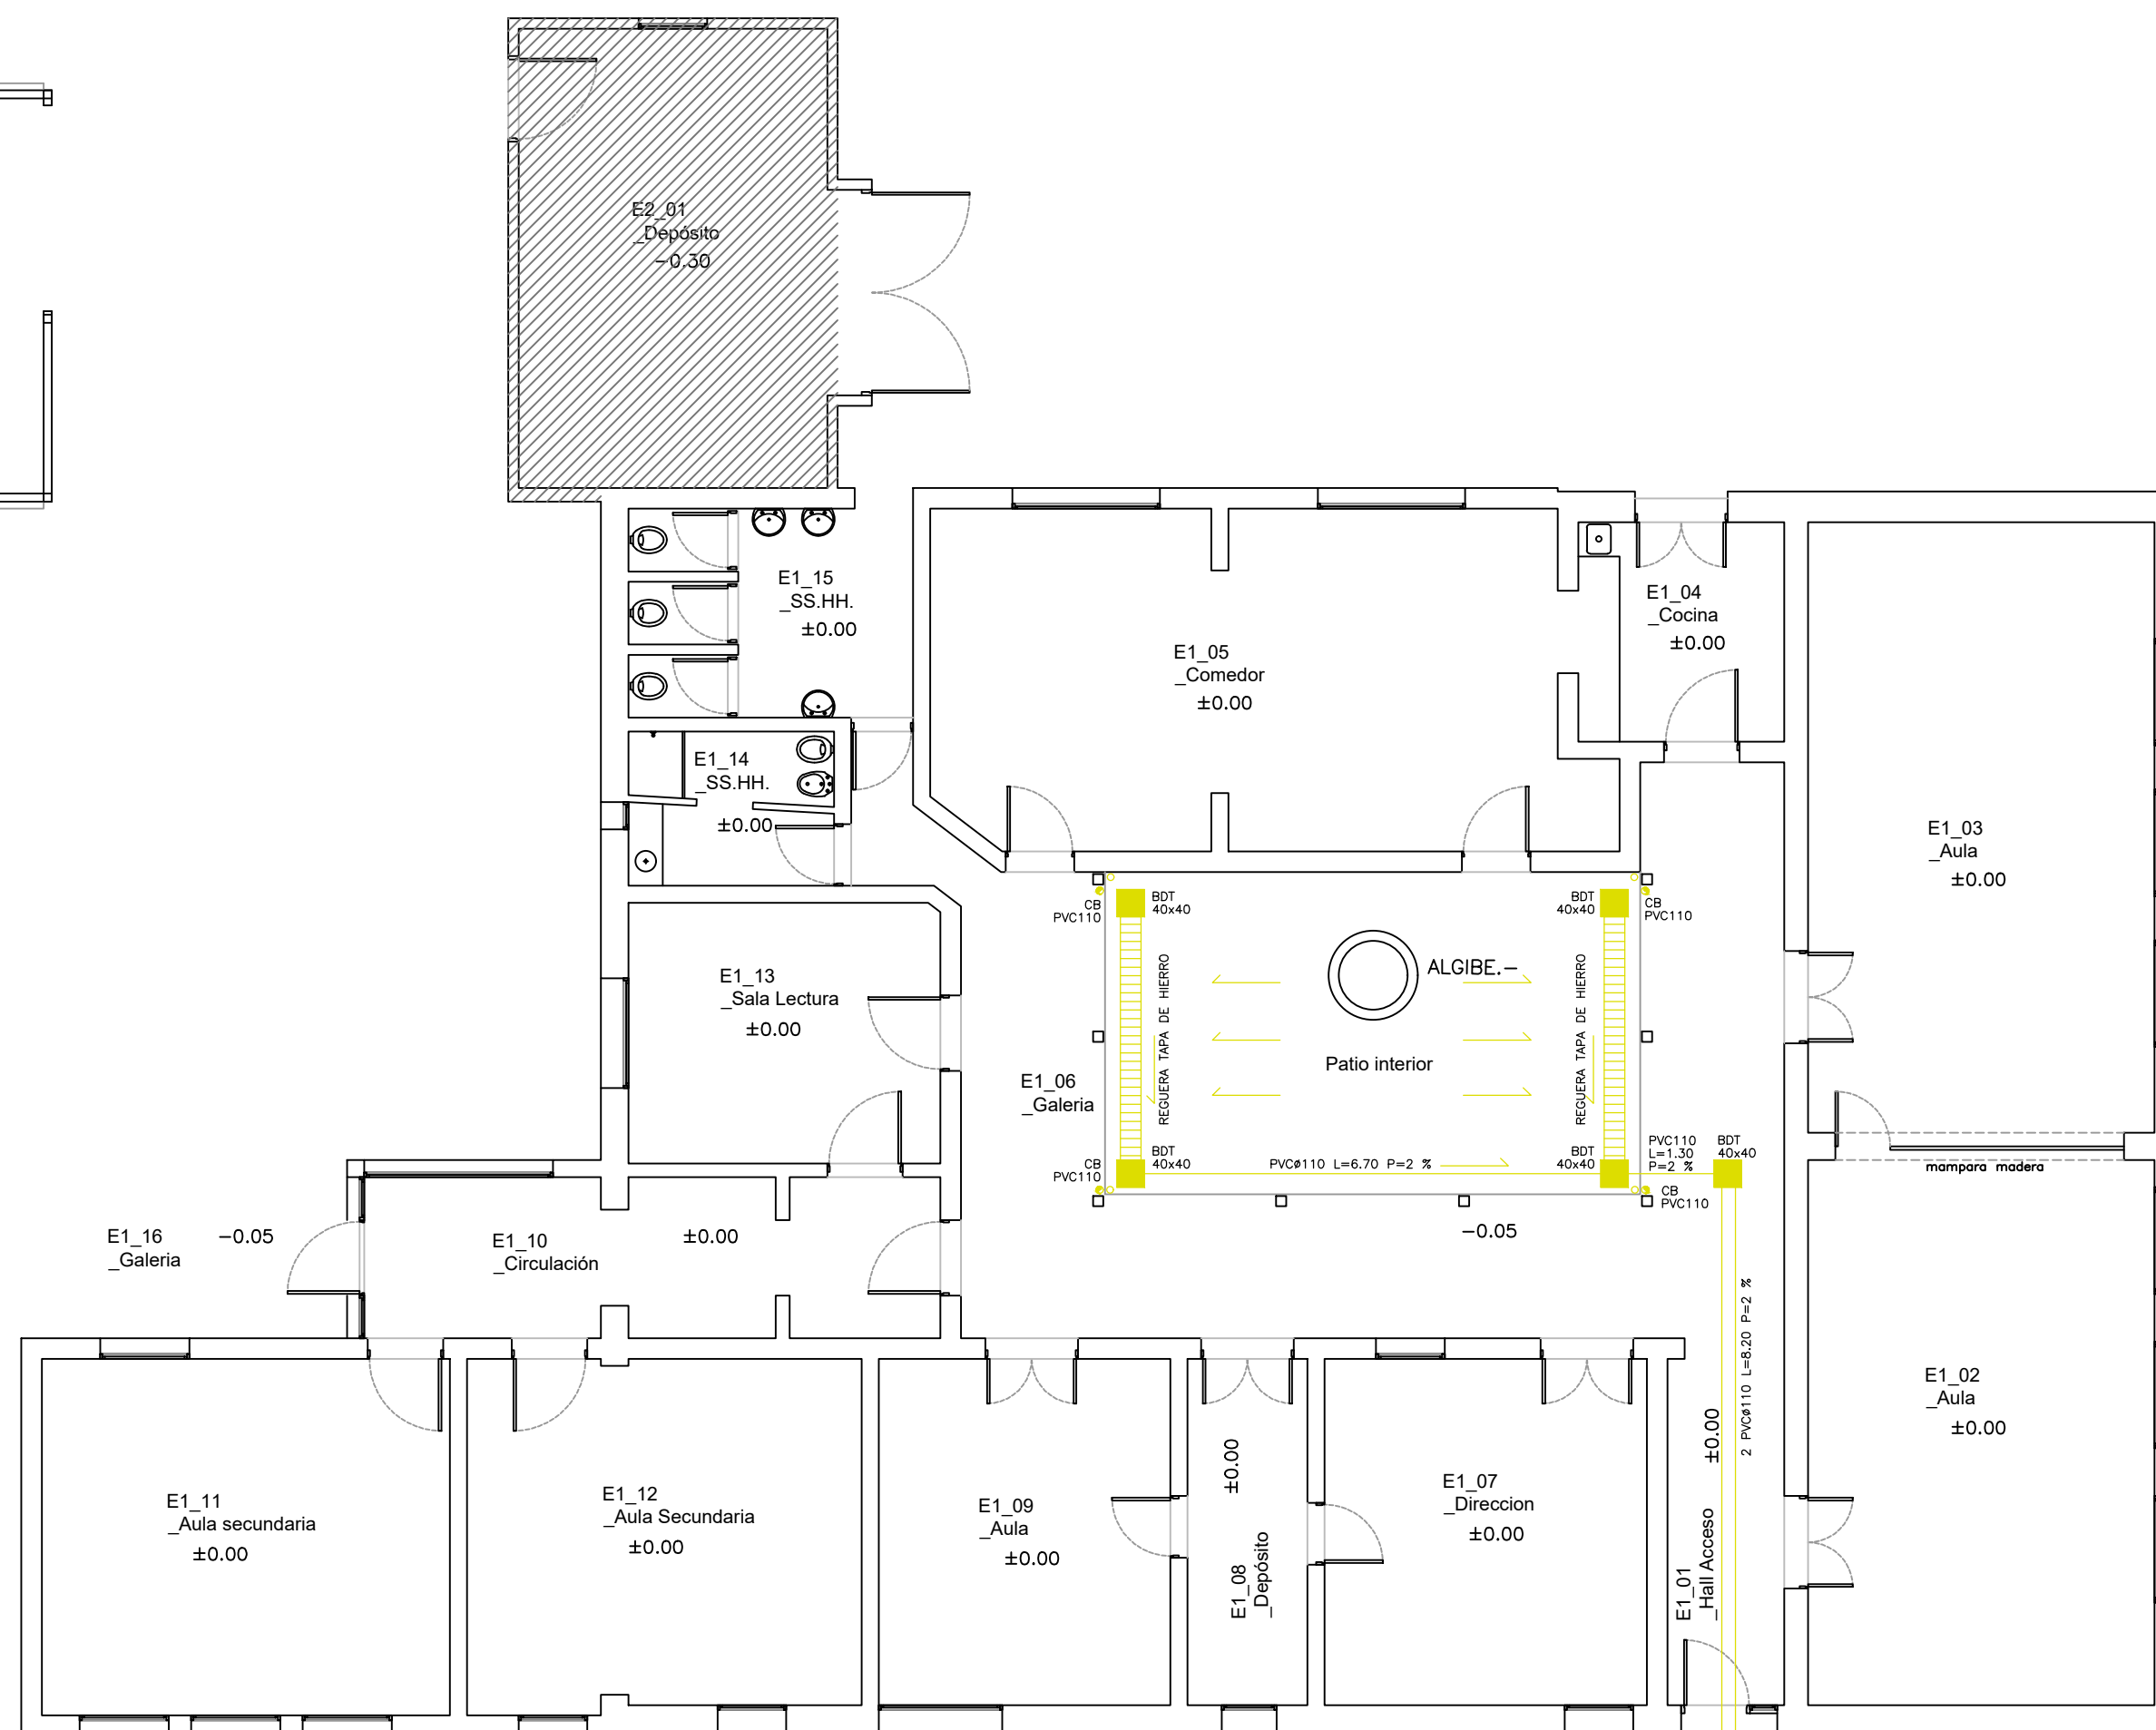 E2_01
_Depósito
-0.30
E1_15
_SS.HH.
±0.00
E1_04
_Cocina
±0.00
E1_05
_Comedor
±0.00
E1_14
_SS.HH.
±0.00
E1_03
_Aula
±0.00
CB
PVC110
BDT
40x40
BDT
40x40
CB
PVC110
E1_13
_Sala Lectura
±0.00
REGUERA TAPA DE HIERRO
ALGIBE.-
REGUERA TAPA DE HIERRO
Patio interior
E1_06
_Galeria
CB
PVC110
BDT
40x40
PVCø110 L=6.70 P=2 %
BDT
40x40
PVC110
L=1.30
P=2 %
BDT
40x40
CB
PVC110
mampara madera
E1_16
_Galeria
-0.05
E1_10
_Circulación
±0.00
-0.05
2 PVCø110 L=8.20 P=2 %
E1_02
_Aula
±0.00
E1_11
_Aula secundaria
±0.00
E1_12
_Aula Secundaria
±0.00
E1_09
_Aula
±0.00
±0.00
E1_08
_Depósito
E1_07
_Direccion
±0.00
±0.00
E1_01
_Hall Acceso